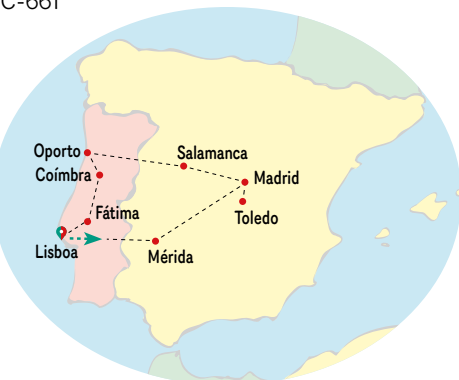 C-661
Oporto
Salamanca
Coímbra
Madrid
Fátima
Toledo
Lisboa
Mérida